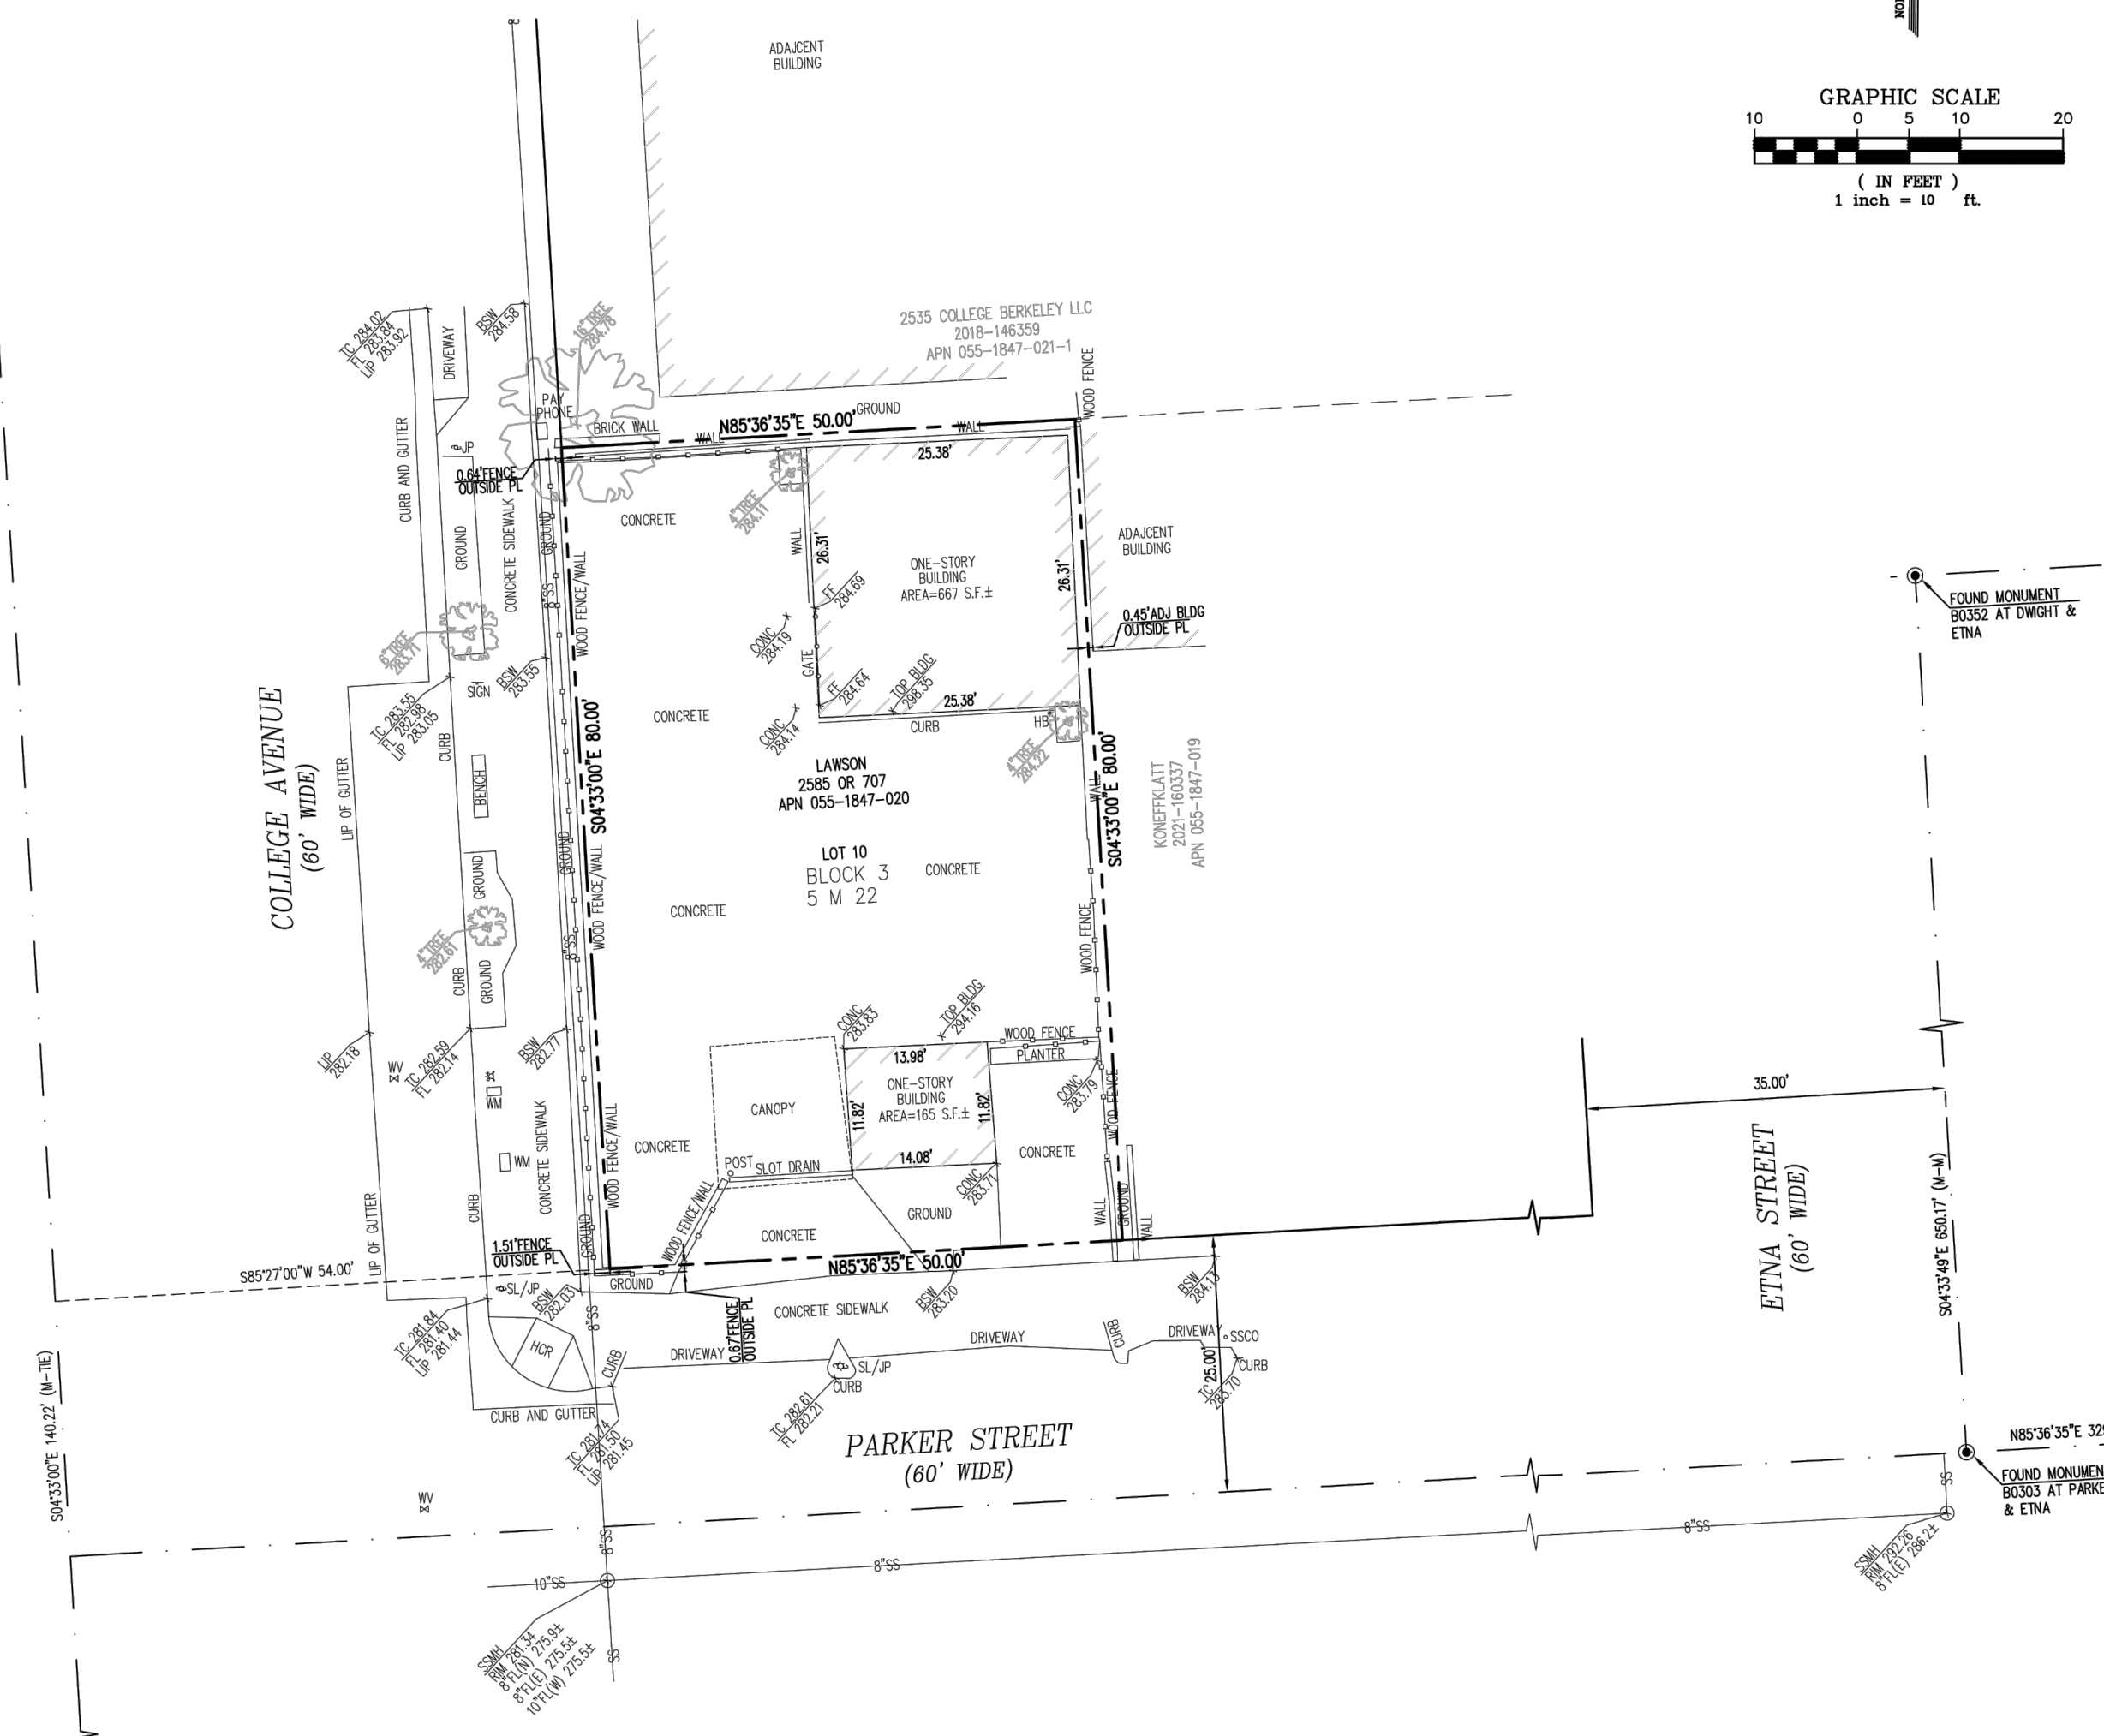 NO
ADAJCENT
BUILDING
GRAPHIC SCALE
10 0 5 10 20
( IN FEET )
1 inch = 10 ft.
2535 COLLEGE BERKELEY LLC
2018-146359
APN 055-1847-021-1
TC 284.02
FL 283.84
LIP 283.92
DRIVEWAY
BSW
284.58
16"TREE
284.78
PAY
PHONE
BRICK WALL
WALL
N85°36'35"E 50.00'
GROUND
WALL
WOOD FENCE
25.38'
CURB AND GUTTER
JP
0.64'FENCE
OUTSIDE PL
GROUND
CONCRETE SIDEWALK
GROUND
8"SS
WOOD FENCE/WALL
CONCRETE
4"TREE
284.11
WALL
26.31'
ONE-STORY
BUILDING
AREA=667 S.F.±
26.31'
ADAJCENT
BUILDING
0.45'ADJ BLDG
OUTSIDE PL
FOUND MONUMENT
B0352 AT DWIGHT &
ETNA
FF
284.69
CONC
284.19
GATE
FF
284.64
TOP BLDG
298.35
25.38'
CURB
HB
CONC
284.14
4"TREE
284.22
6"TREE
283.71
SIGN
BSW
283.55
TC 283.55
FL 282.98
LIP 283.05
CURB
CONCRETE
COLLEGE AVENUE
(60' WIDE)
LIP OF GUTTER
BENCH
GROUND
WOOD FENCE/WALL
S04°33'00"E 80.00'
LAWSON
2585 OR 707
APN 055-1847-020
WALL
S04°33'00"E 80.00'
KONEFFKLATT
2021-160337
APN 055-1847-019
LOT 10
BLOCK 3
5 M 22
CONCRETE
CONCRETE
WOOD FENCE
GROUND
4"TREE
282.61
CURB
GROUND
8"SS
LIP
282.18
WV
TC 282.59
FL 282.14
BSW
282.77
WM
WM
CONCRETE SIDEWALK
WOOD FENCE/WALL
CONCRETE
CANOPY
CONC
283.83
TOP BLDG
294.16
13.98'
WOOD FENCE
PLANTER
ONE-STORY
BUILDING
AREA=165 S.F.±
11.82'
11.82'
14.08'
CONC
283.79
WOOD FENCE
CONCRETE
POST
SLOT DRAIN
CONC
283.71
GROUND
WOOD FENCE/WALL
CONCRETE
WALL
GROUND
WALL
35.00'
ETNA STREET
(60' WIDE)
S04°33'49"E 650.17' (M-M)
CURB
LIP OF GUTTER
GROUND
1.51'FENCE
OUTSIDE PL
S85°27'00"W 54.00'
N85°36'35"E 50.00'
GROUND
SL/JP
BSW
282.03
8"SS
0.67'FENCE
OUTSIDE PL
CONCRETE SIDEWALK
BSW
283.20
BSW
284.13
TC 281.84
FL 281.40
LIP 281.44
HCR
CURB
DRIVEWAY
SL/JP
CURB
DRIVEWAY
CURB
DRIVEWAY
SSCO
CURB
25.00'
TC
283.70
S04°33'00"E 140.22' (M-TIE)
CURB AND GUTTER
TC 281.74
FL 281.50
LIP 281.45
TC 282.61
FL 282.21
PARKER STREET
(60' WIDE)
N85°36'35"E 32
FOUND MONUMEN
B0303 AT PARKE
& ETNA
WV
8"SS
10"SS
8"SS
8"SS
SS
SSMH
RIM 292.26
8"FL(E) 286.2±
SSMH
RIM 281.34
8"FL(N) 275.9±
8"FL(E) 275.5±
10"FL(W) 275.5±
SS